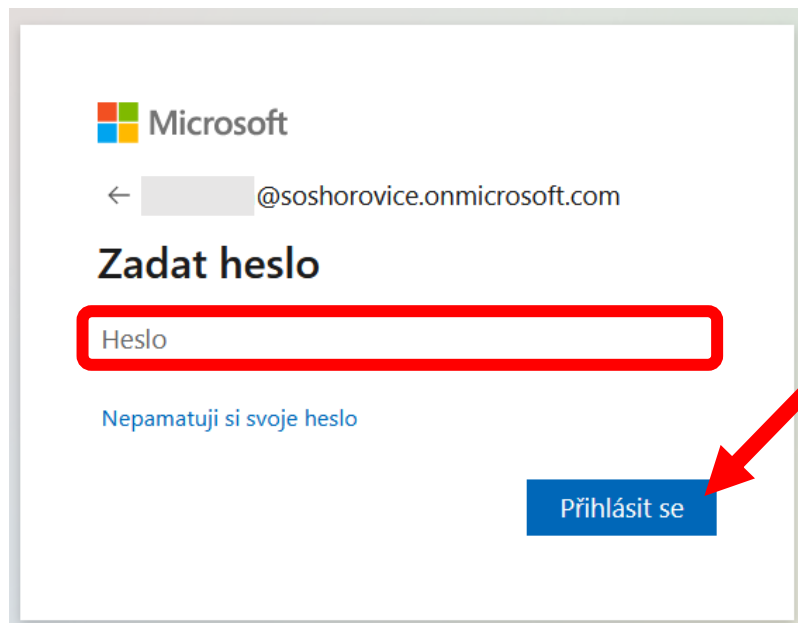 Microsoft
@soshorovice.onmicrosoft.com
Zadat heslo
Heslo
Nepamatuji si svoje heslo
Přihlásit se